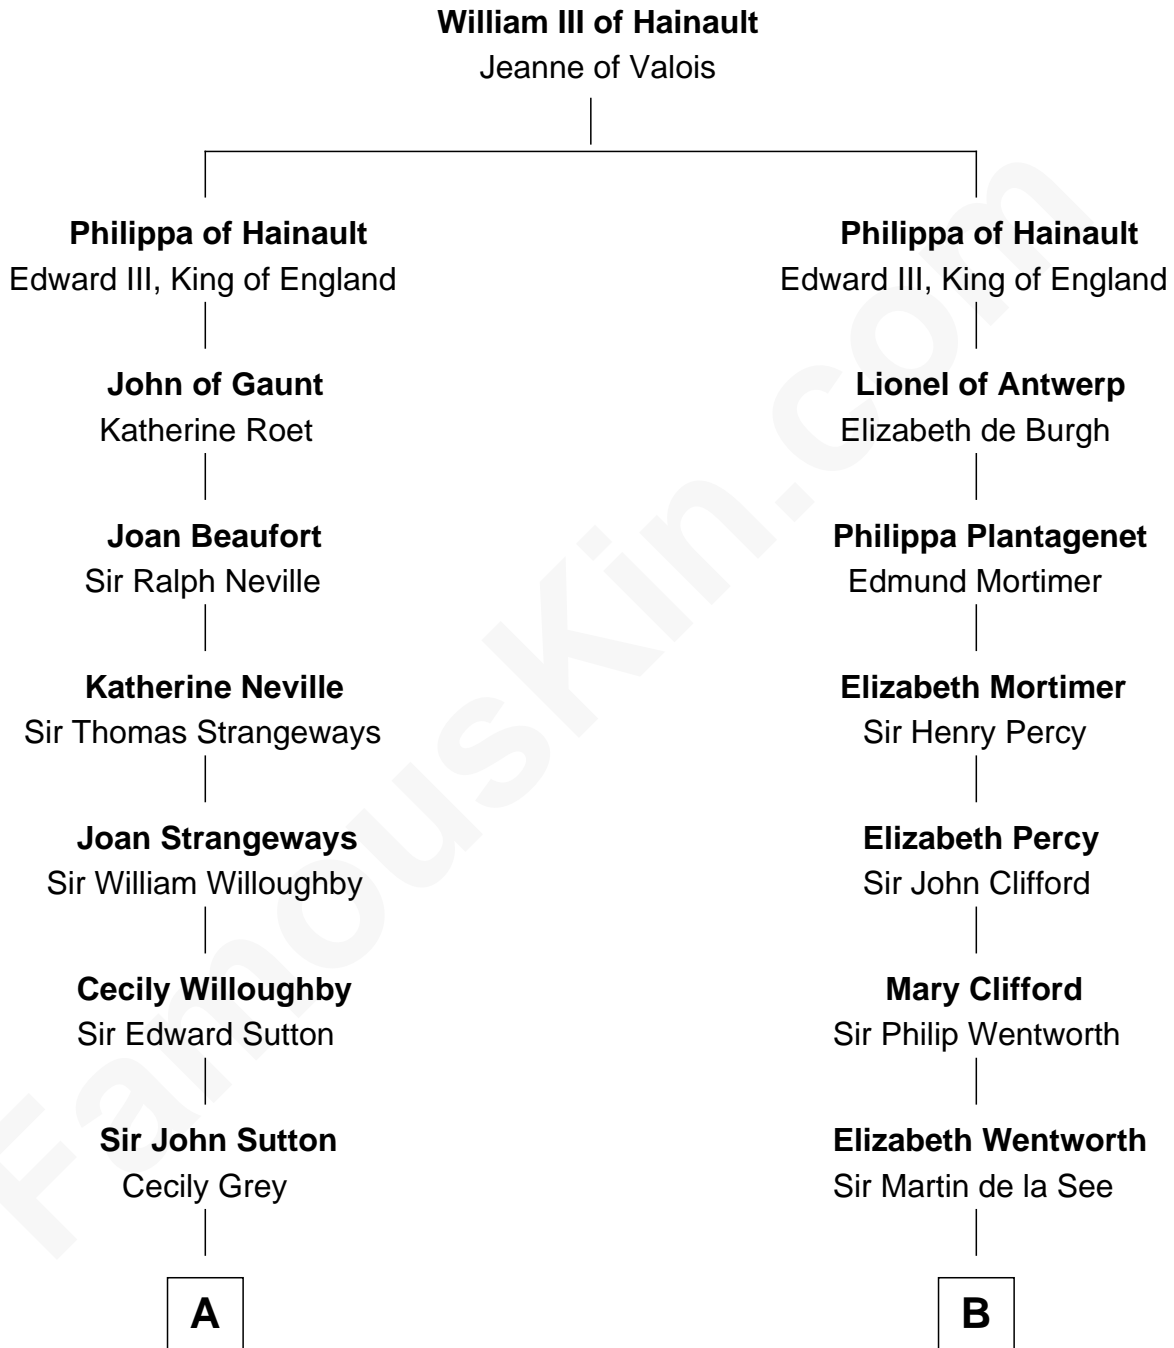 William III of Hainault
Jeanne of Valois
Philippa of Hainault
Edward III, King of England
John of Gaunt
Katherine Roet
Joan Beaufort
Sir Ralph Neville
Katherine Neville
Sir Thomas Strangeways
Joan Strangeways
Sir William Willoughby
Cecily Willoughby
Sir Edward Sutton
Sir John Sutton
Cecily Grey
A
Philippa of Hainault
Edward III, King of England
Lionel of Antwerp
Elizabeth de Burgh
Philippa Plantagenet
Edmund Mortimer
Elizabeth Mortimer
Sir Henry Percy
Elizabeth Percy
Sir John Clifford
Mary Clifford
Sir Philip Wentworth
Elizabeth Wentworth
Sir Martin de la See
B
FamousKin.com